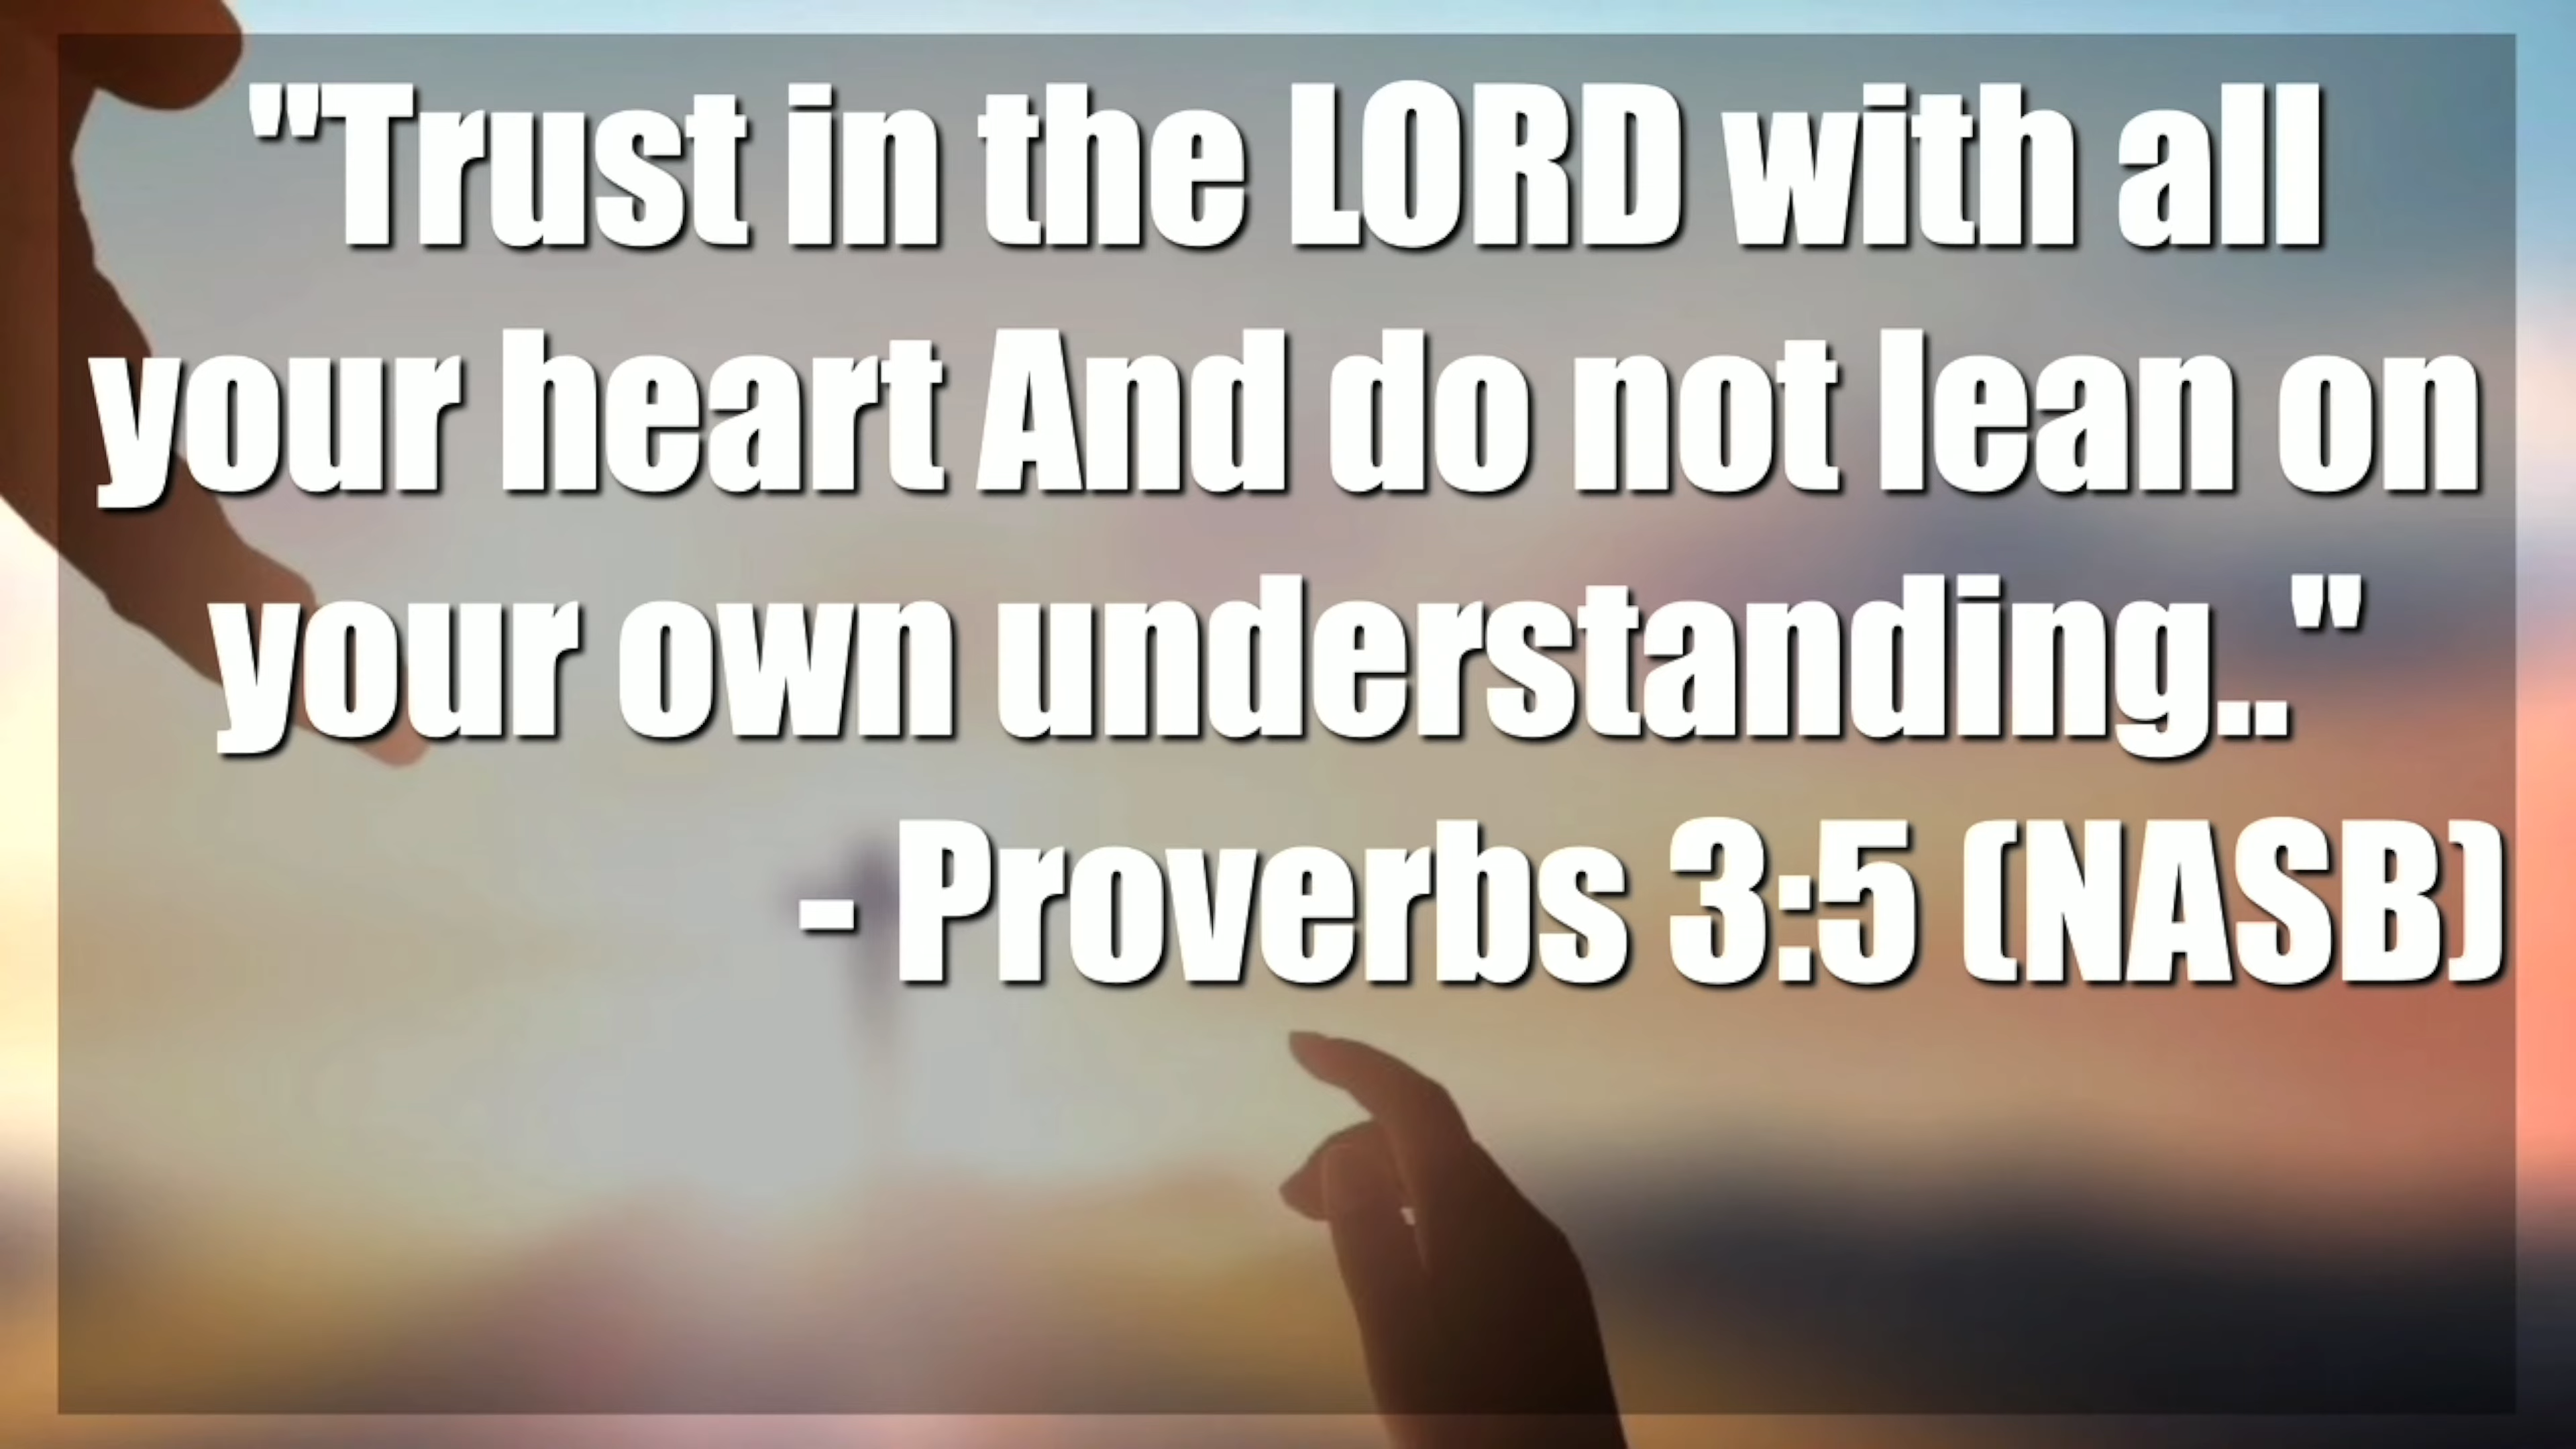 "Trust in the LORD with all
your heart And do not lean on
your own understanding.."
- Proverbs 3:5 (NASB)